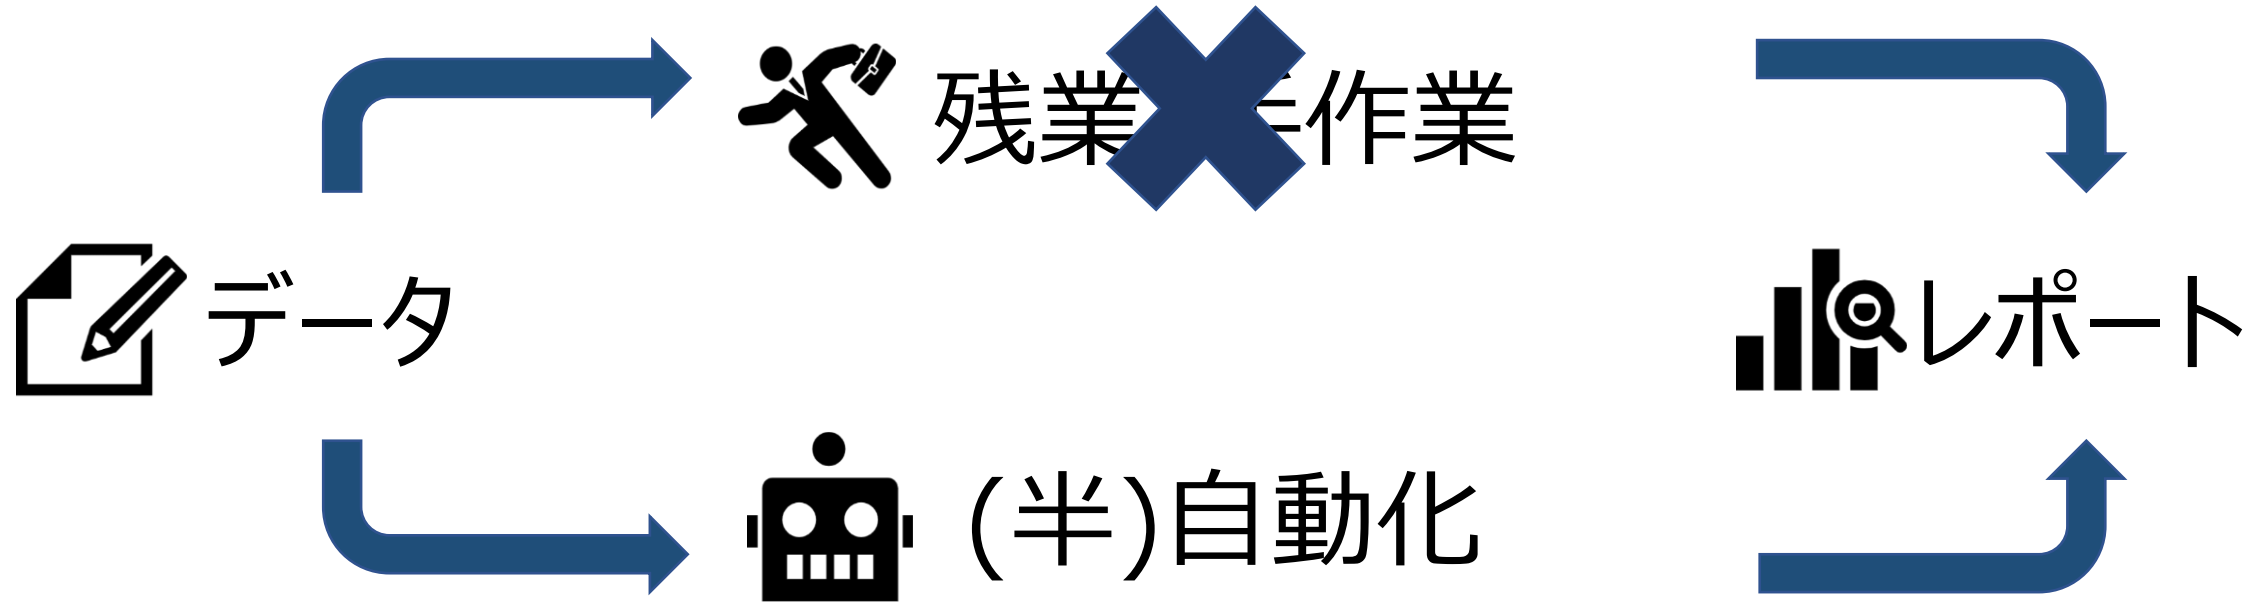 残業 作業
データ
レポート
(半)自動化